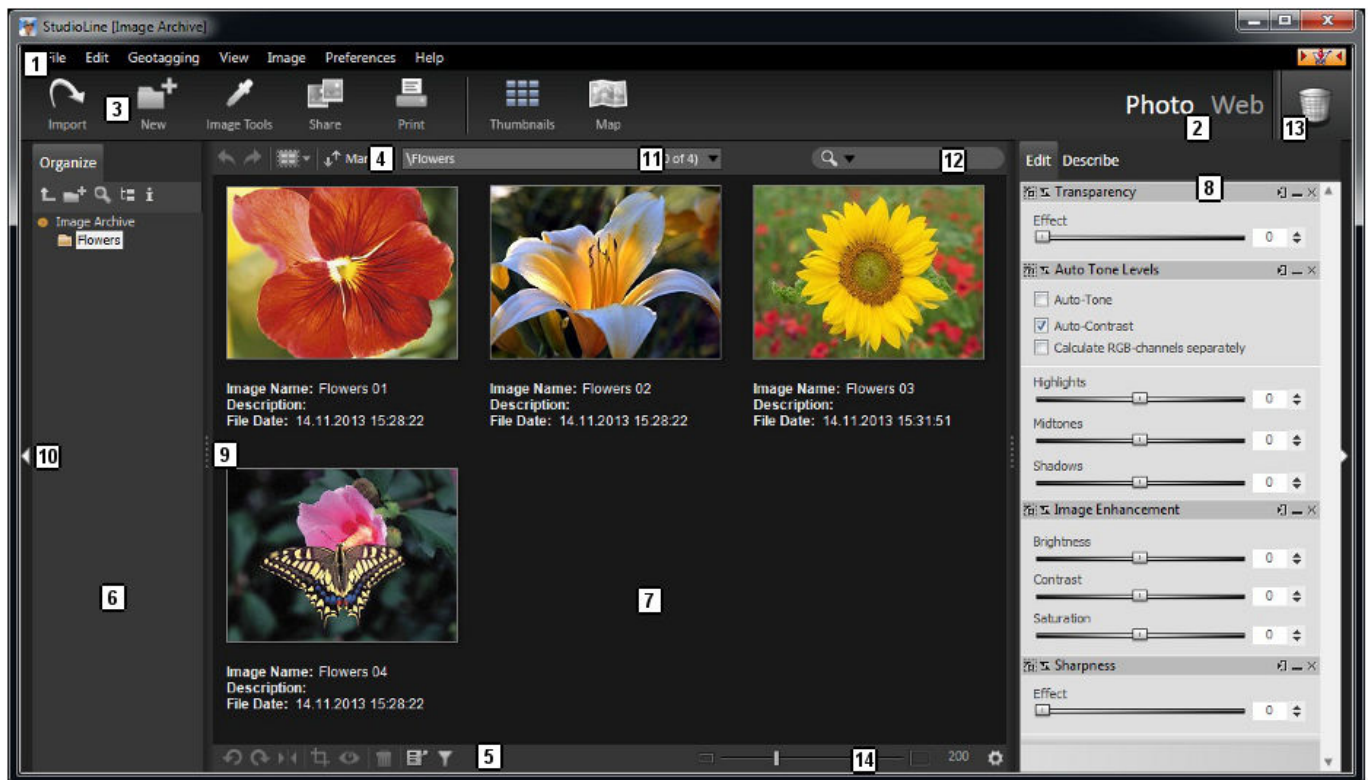 StudioLine [Image Archive]
1 File Edit Geotagging View Image Preferences Help
Import 3 New Image Tools Share Print Thumbnails Map
Photo Web
2
13
Organize
4 \Flowers 11 of 4) 12
Edit Describe
8
Image Archive
Flowers
Transparency
Effect
0
Auto Tone Levels
Auto-Tone
Auto-Contrast
Calculate RGB-channels separately
Highlights
0
Midtones
0
Shadows
0
Image Enhancement
Brightness
0
Contrast
0
Saturation
0
Sharpness
Effect
0
Image Name: Flowers 01
Description:
File Date: 14.11.2013 15:28:22
Image Name: Flowers 02
Description:
File Date: 14.11.2013 15:28:22
Image Name: Flowers 03
Description:
File Date: 14.11.2013 15:31:51
10
9
6
7
Image Name: Flowers 04
Description:
File Date: 14.11.2013 15:28:22
5
14
200